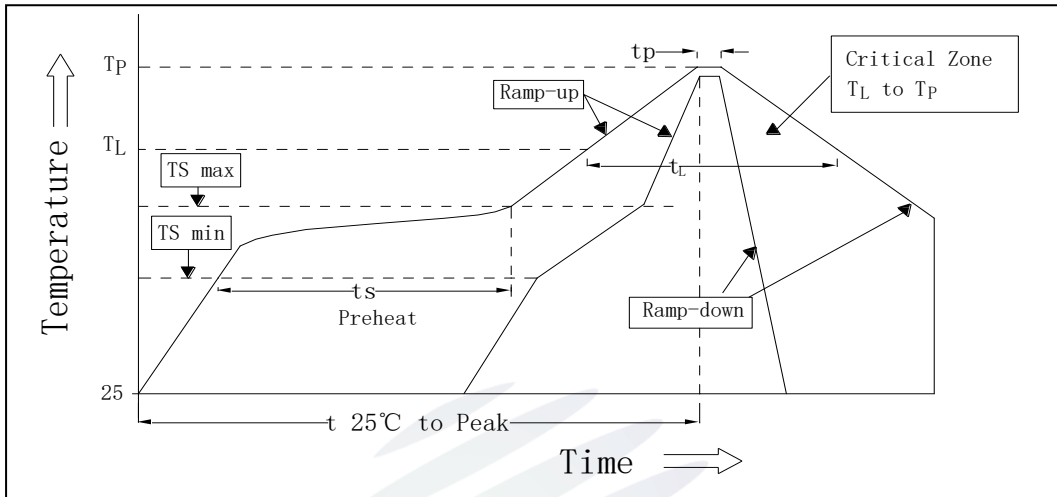 tp
Critical Zone
TL to TP
TP
Ramp-up
TL
tL
TS max
TS min
ts
Preheat
Ramp-down
25
t 25℃ to Peak
Time
Temperature